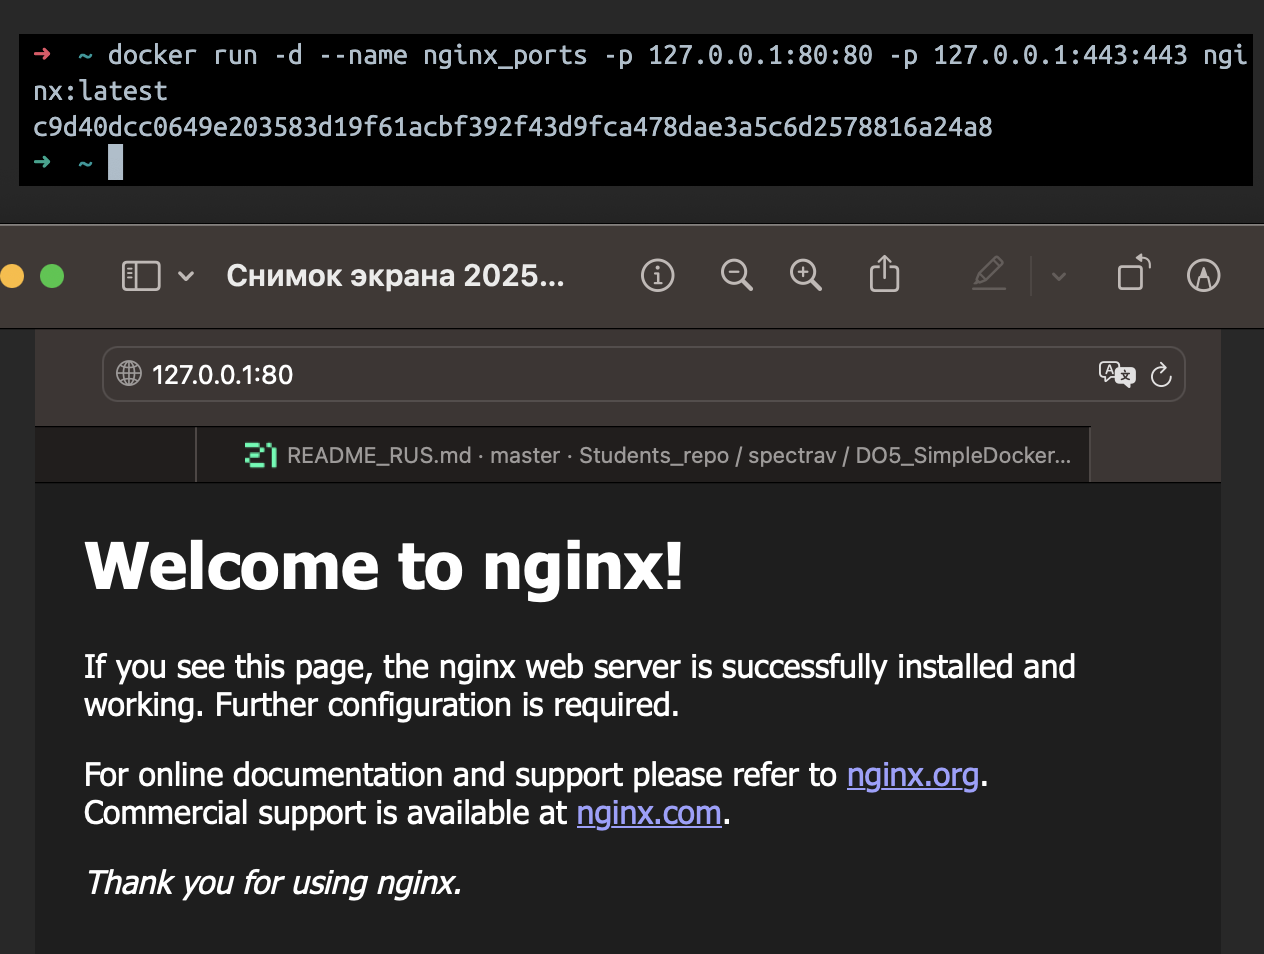 ➜ ~ docker run -d --name nginx_ports -p 127.0.0.1:80:80 -p 127.0.0.1:443:443 ngi
nx:latest
c9d40dcc0649e203583d19f61acbf392f43d9fca478dae3a5c6d2578816a24a8
➜ ~
Снимок экрана 2025...
127.0.0.1:80
21 README_RUS.md · master · Students_repo / spectrav / DO5_SimpleDocker...
Welcome to nginx!
If you see this page, the nginx web server is successfully installed and
working. Further configuration is required.
For online documentation and support please refer to nginx.org.
Commercial support is available at nginx.com.
Thank you for using nginx.